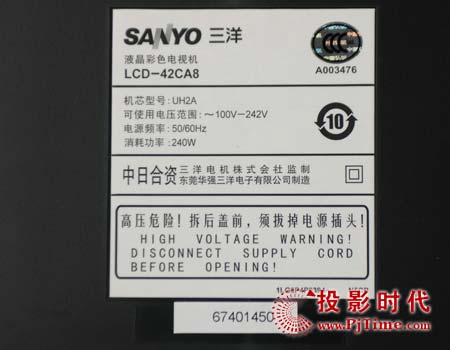 SANYO 三洋
液晶彩色电视机
LCD-42CA8
CCC
A003476
机芯型号:UH2A
可使用电压范围:~100V-242V
电源频率:50/60Hz
消耗功率:240W
10
中日合资
三洋电机株式会社监制
东莞华强三洋电子有限公司制造
高压危险!拆后盖前,须拔掉电源插头!
HIGH VOLTAGE WARNING!
DISCONNECT SUPPLY CORD
BEFORE OPENING!
6740145
投影时代
www.PjTime.com